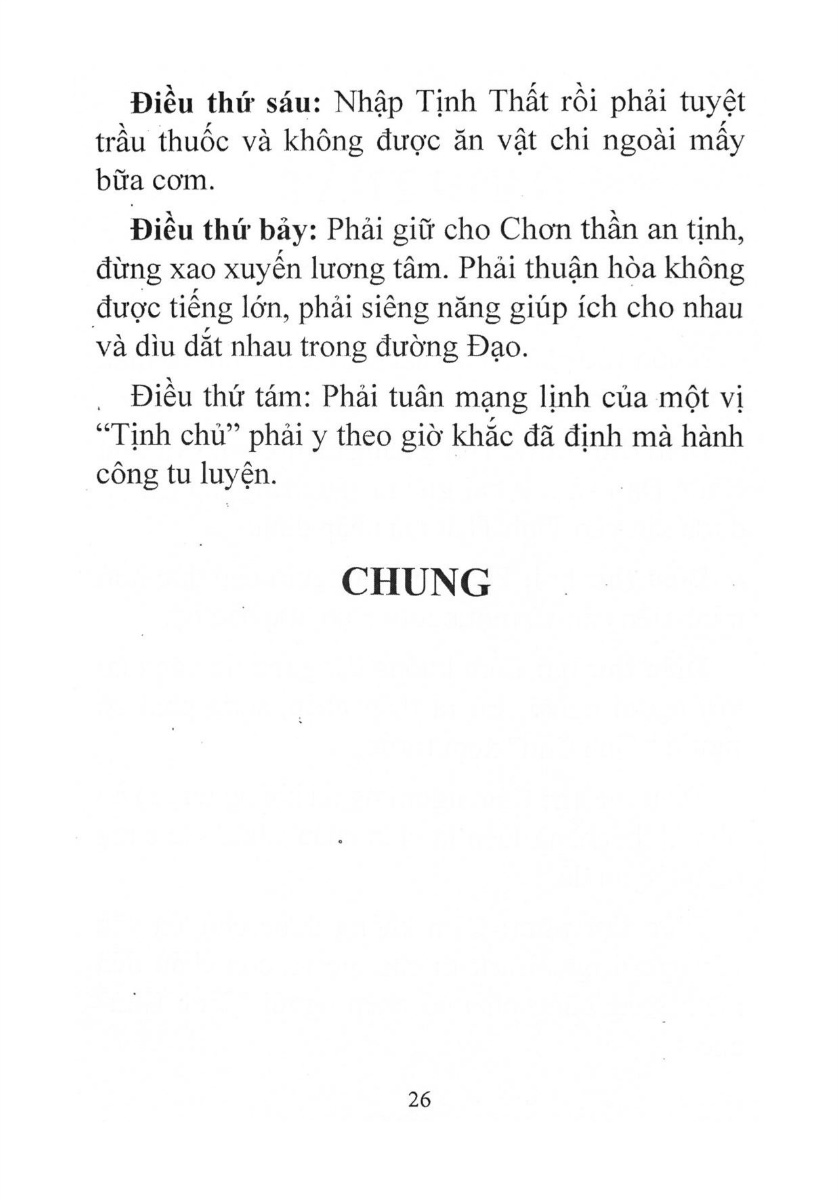 Điều thứ sáu: Nhập Tịnh Thất rồi phải tuyệt
trầu thuốc và không được ăn vật chi ngoài mấy
bữa cơm.
Điều thứ bảy: Phải giữ cho Chơn thần an tịnh,
đừng xao xuyến lương tâm. Phải thuận hòa không
được tiếng lớn, phải siêng năng giúp ích cho nhau
và dìu dắt nhau trong đường Đạo.
Điều thứ tám: Phải tuân mạng lịnh của một vị
“Tịnh chủ” phải y theo giờ khắc đã định mà hành
công tu luyện.
CHUNG
26